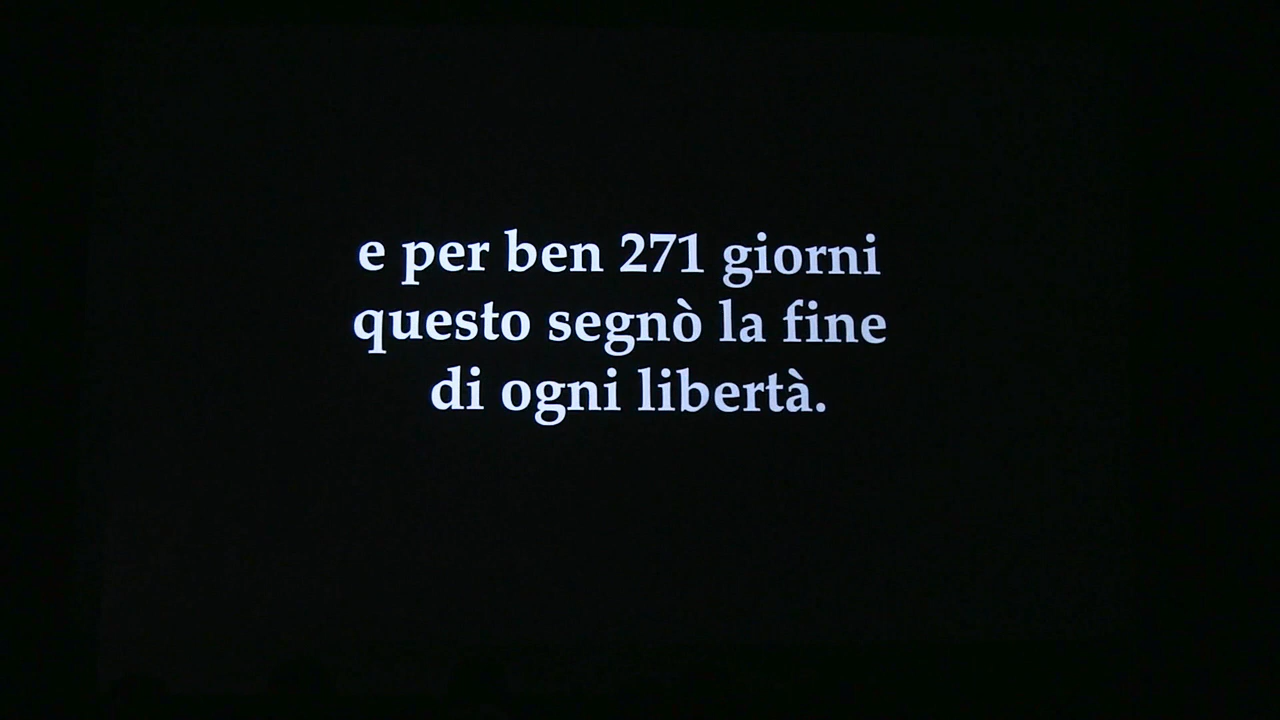 e per ben 271 giorni
questo segnò la fine
di ogni libertà.